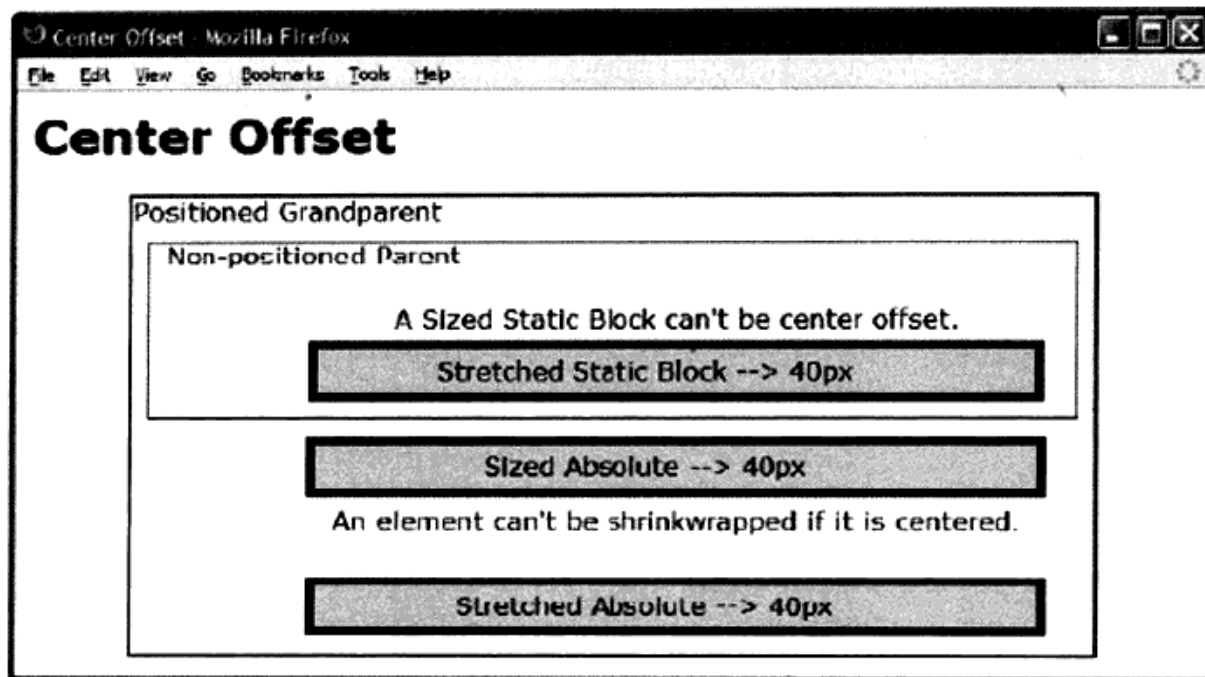 Center Offset - Mozilla Firefox
File Edit View Go Bookmarks Tools Help
Center Offset
Positioned Grandparent
Non-positioned Parent
A Sized Static Block can't be center offset.
Stretched Static Block --> 40px
Sized Absolute --> 40px
An element can't be shrinkwrapped if it is centered.
Stretched Absolute --> 40px